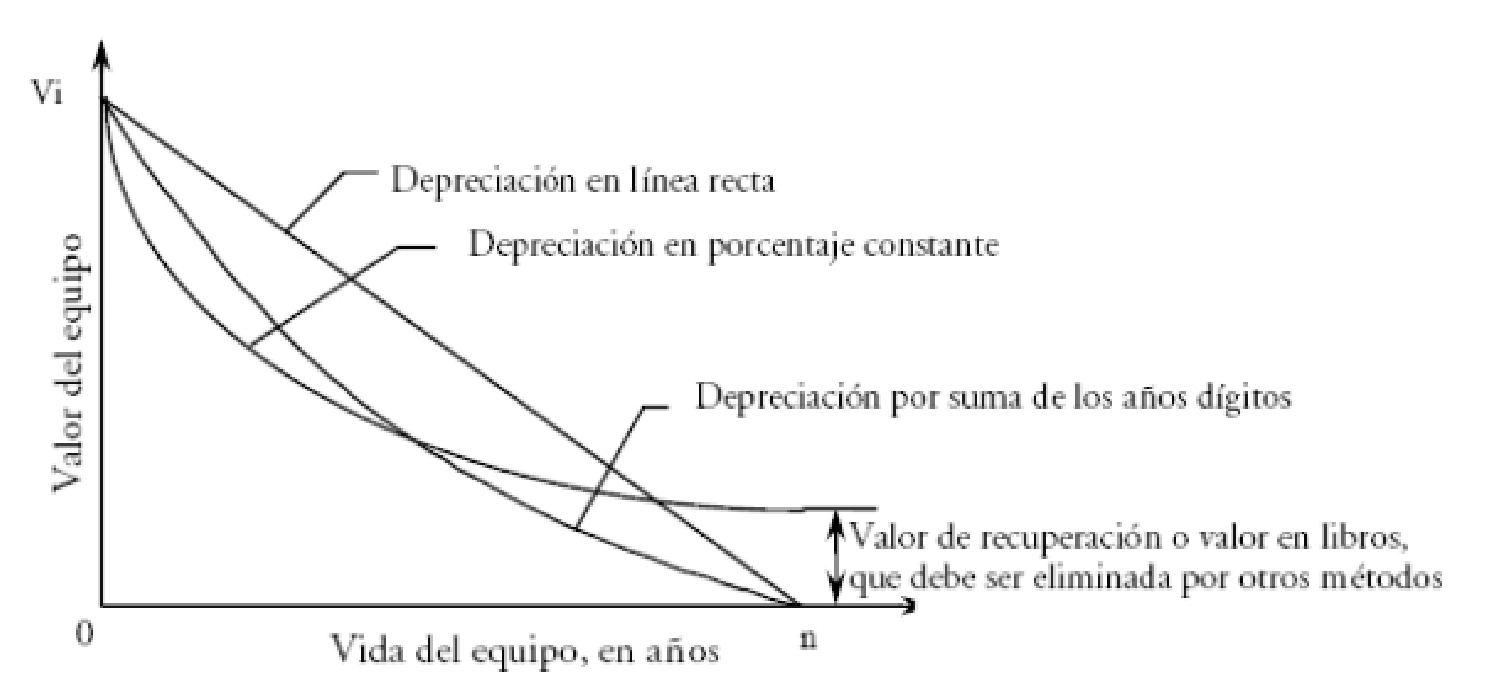 Vi
Depreciación en línea recta
Depreciación en porcentaje constante
Valor del equipo
Depreciación por suma de los años dígitos
Valor de recuperación o valor en libros,
que debe ser eliminada por otros métodos
0
Vida del equipo, en años
n